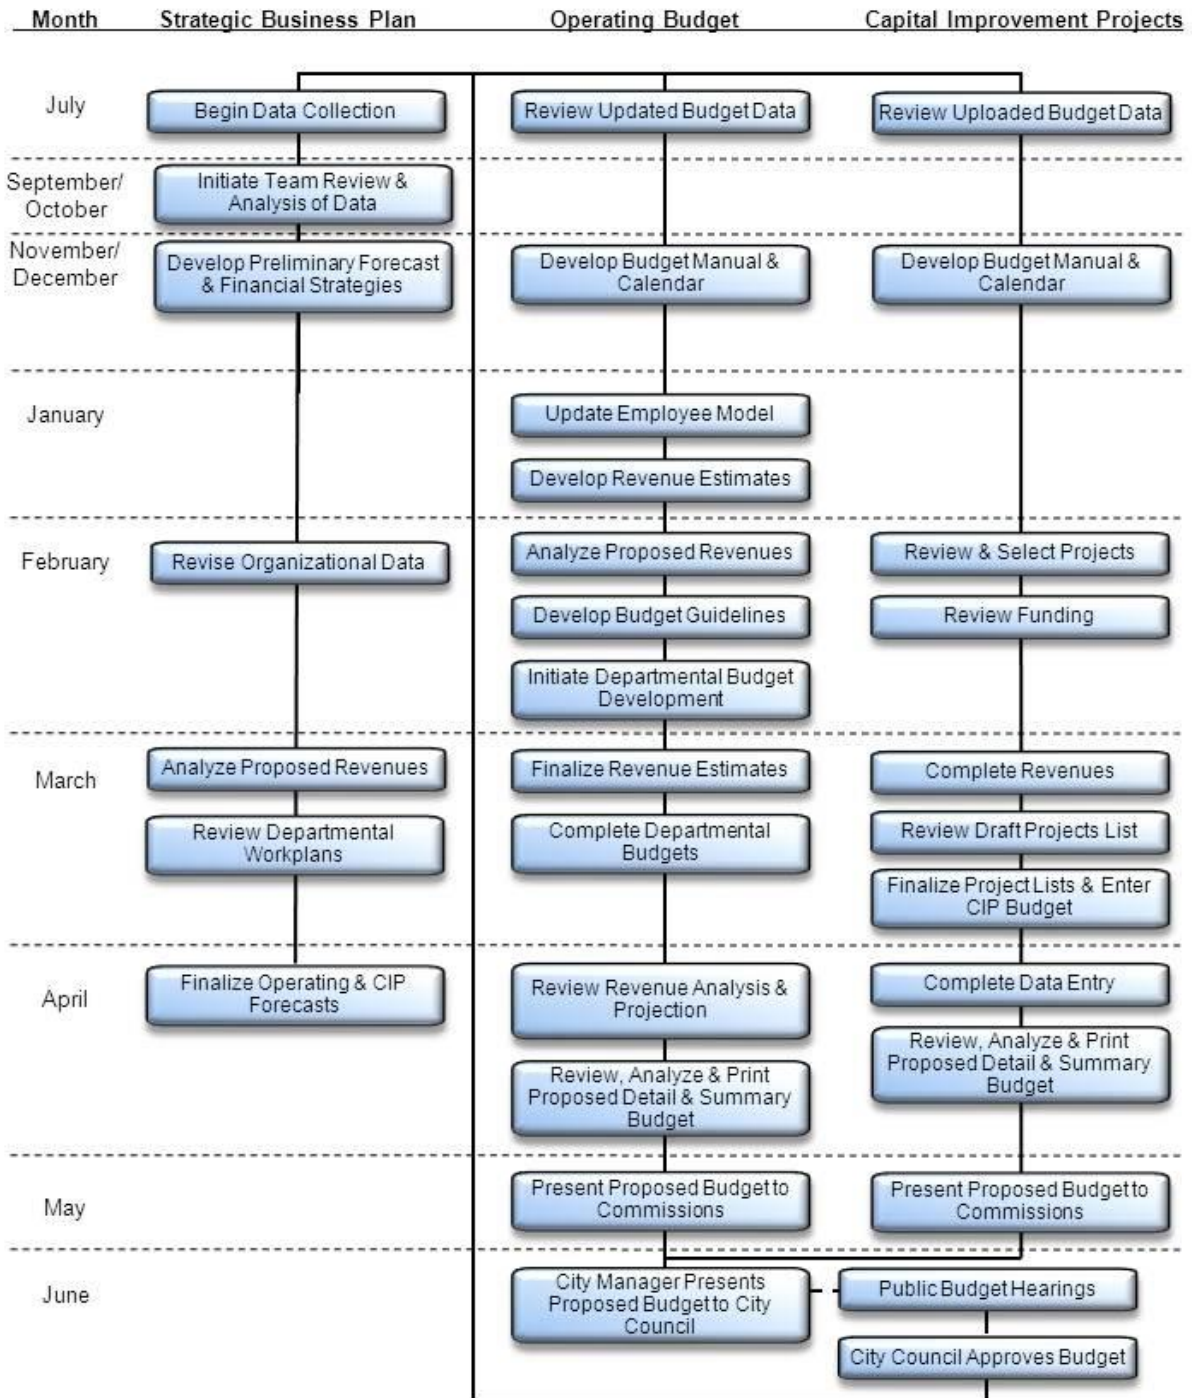 Month Strategic Business Plan Operating Budget Capital Improvement Projects
July
Begin Data Collection
Review Updated Budget Data
Review Uploaded Budget Data
September/
October
Initiate Team Review &
Analysis of Data
November/
December
Develop Preliminary Forecast
& Financial Strategies
Develop Budget Manual &
Calendar
Develop Budget Manual &
Calendar
January
Update Employee Model
Develop Revenue Estimates
February
Revise Organizational Data
Analyze Proposed Revenues
Develop Budget Guidelines
Initiate Departmental Budget
Development
Review & Select Projects
Review Funding
March
Analyze Proposed Revenues
Review Departmental
Workplans
Finalize Revenue Estimates
Complete Departmental
Budgets
Complete Revenues
Review Draft Projects List
Finalize Project Lists & Enter
CIP Budget
April
Finalize Operating & CIP
Forecasts
Review Revenue Analysis &
Projection
Review, Analyze & Print
Proposed Detail & Summary
Budget
Complete Data Entry
Review, Analyze & Print
Proposed Detail & Summary
Budget
May
Present Proposed Budget to
Commissions
Present Proposed Budget to
Commissions
June
City Manager Presents
Proposed Budget to City
Council
Public Budget Hearings
City Council Approves Budget